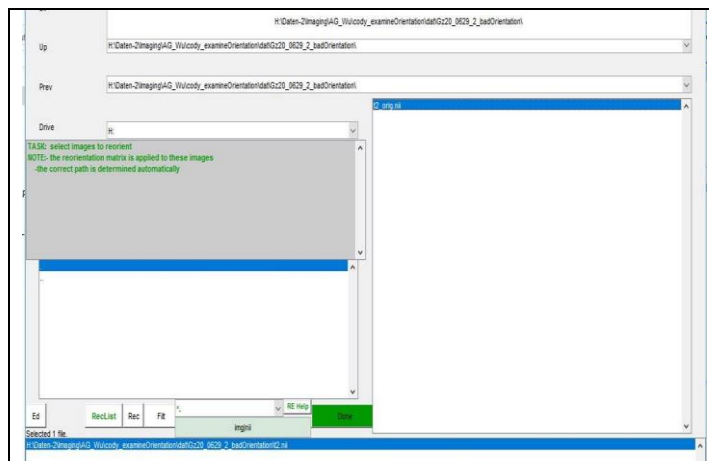 H:\Daten-2\Imaging\AG_Wu\cody_examineOrientation\dat\Gz20_0629_2_badOrientation\
Up
H:\Daten-2\Imaging\AG_Wu\cody_examineOrientation\dat\Gz20_0629_2_badOrientation\
Prev
H:\Daten-2\Imaging\AG_Wu\cody_examineOrientation\dat\Gz20_0629_2_badOrientation\
t2_orig.nii
Drive
H:
TASK: select images to reorient
NOTE:- the reorientation matrix is applied to these images
-the correct path is determined automatically
..
Ed
RecList
Rec
Filt
RE Help
Done
img|nii
Selected 1 file.
H:\Daten-2\Imaging\AG_Wu\cody_examineOrientation\dat\Gz20_0629_2_badOrientation\t2.nii